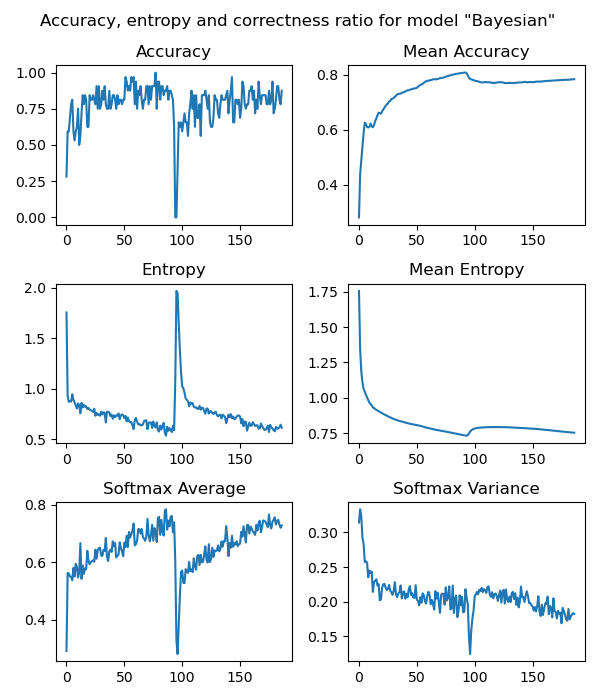 Accuracy, entropy and correctness ratio for model "Bayesian"
Accuracy
Mean Accuracy
1.00
0.75
0.50
0.25
0.00
0 50 100 150
0.8
0.6
0.4
0 50 100 150
Entropy
Mean Entropy
2.0
1.5
1.0
0.5
0 50 100 150
1.75
1.50
1.25
1.00
0.75
0 50 100 150
Softmax Average
Softmax Variance
0.8
0.6
0.4
0 50 100 150
0.30
0.25
0.20
0.15
0 50 100 150